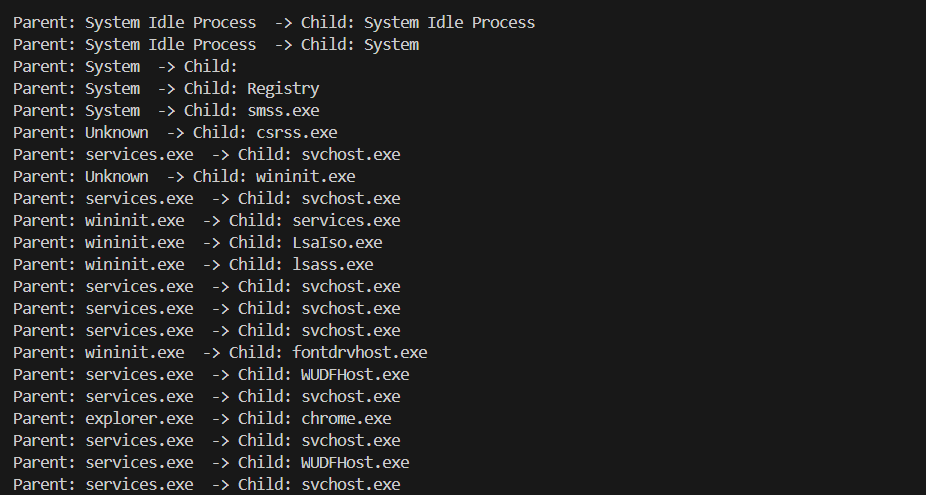 Parent: System Idle Process  -> Child: System Idle Process
Parent: System Idle Process  -> Child: System
Parent: System  -> Child:
Parent: System  -> Child: Registry
Parent: System  -> Child: smss.exe
Parent: Unknown  -> Child: csrss.exe
Parent: services.exe  -> Child: svchost.exe
Parent: Unknown  -> Child: wininit.exe
Parent: services.exe  -> Child: svchost.exe
Parent: wininit.exe  -> Child: services.exe
Parent: wininit.exe  -> Child: LsaIso.exe
Parent: wininit.exe  -> Child: lsass.exe
Parent: services.exe  -> Child: svchost.exe
Parent: services.exe  -> Child: svchost.exe
Parent: services.exe  -> Child: svchost.exe
Parent: wininit.exe  -> Child: fontdrvhost.exe
Parent: services.exe  -> Child: WUDFHost.exe
Parent: services.exe  -> Child: svchost.exe
Parent: explorer.exe  -> Child: chrome.exe
Parent: services.exe  -> Child: svchost.exe
Parent: services.exe  -> Child: WUDFHost.exe
Parent: services.exe  -> Child: svchost.exe